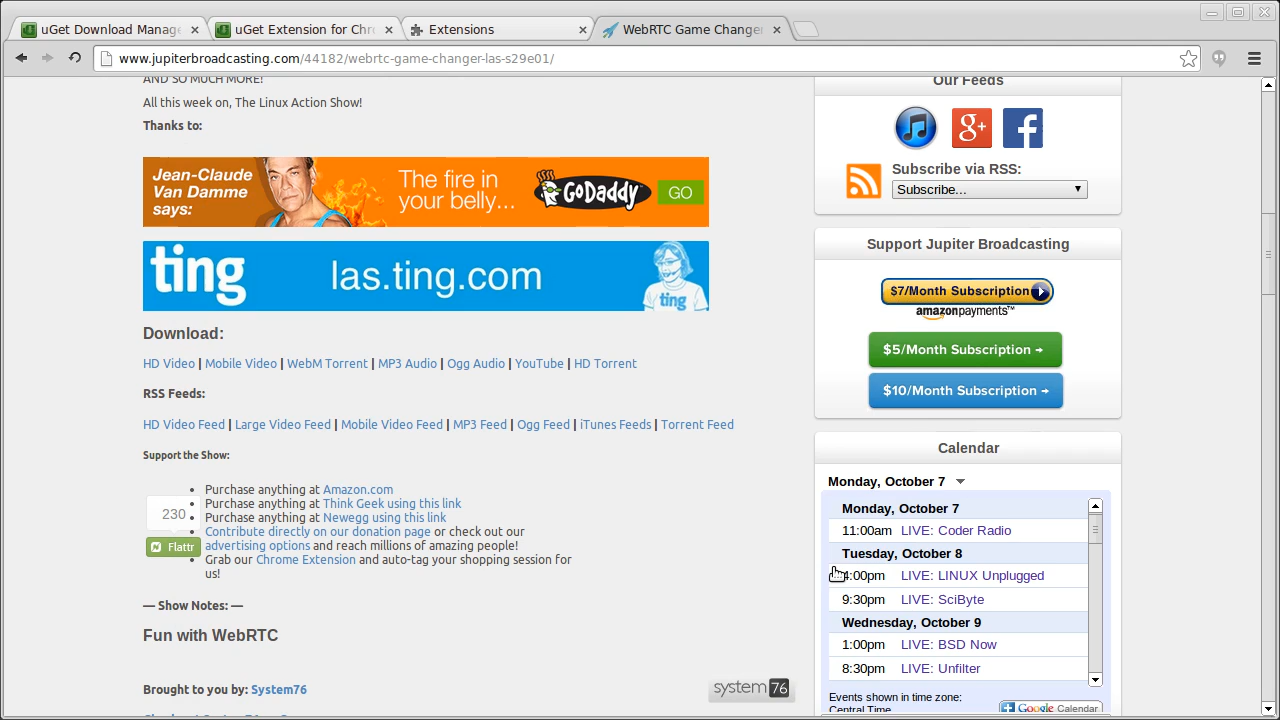 uGet Download Manag
uGet Extension for Chr
Extensions
WebRTC Game Changer
www.jupiterbroadcasting.com/44182/webrtc-game-changer-las-s29e01/
AND SO MUCH MORE!
All this week on, The Linux Action Show!
Thanks to:
Jean-Claude
Van Damme
says:
The fire in
your belly...
GoDaddy
GO
ting
las.ting.com
ting
Download:
HD Video | Mobile Video | WebM Torrent | MP3 Audio | Ogg Audio | YouTube | HD Torrent
RSS Feeds:
HD Video Feed | Large Video Feed | Mobile Video Feed | MP3 Feed | Ogg Feed | iTunes Feeds | Torrent Feed
Support the Show:
230
Flattr
• Purchase anything at Amazon.com
• Purchase anything at Think Geek using this link
• Purchase anything at Newegg using this link
• Contribute directly on our donation page or check out our
advertising options and reach millions of amazing people!
• Grab our Chrome Extension and auto-tag your shopping session for
us!
— Show Notes: —
Fun with WebRTC
Brought to you by: System76
system76
Our Feeds
g+
f
Subscribe via RSS:
Subscribe...
Support Jupiter Broadcasting
$7/Month Subscription
amazonpayments™
$5/Month Subscription →
$10/Month Subscription →
Calendar
Monday, October 7
Monday, October 7
11:00am LIVE: Coder Radio
Tuesday, October 8
4:00pm LIVE: LINUX Unplugged
9:30pm LIVE: SciByte
Wednesday, October 9
1:00pm LIVE: BSD Now
8:30pm LIVE: Unfilter
Events shown in time zone:
Central Time
Google Calendar